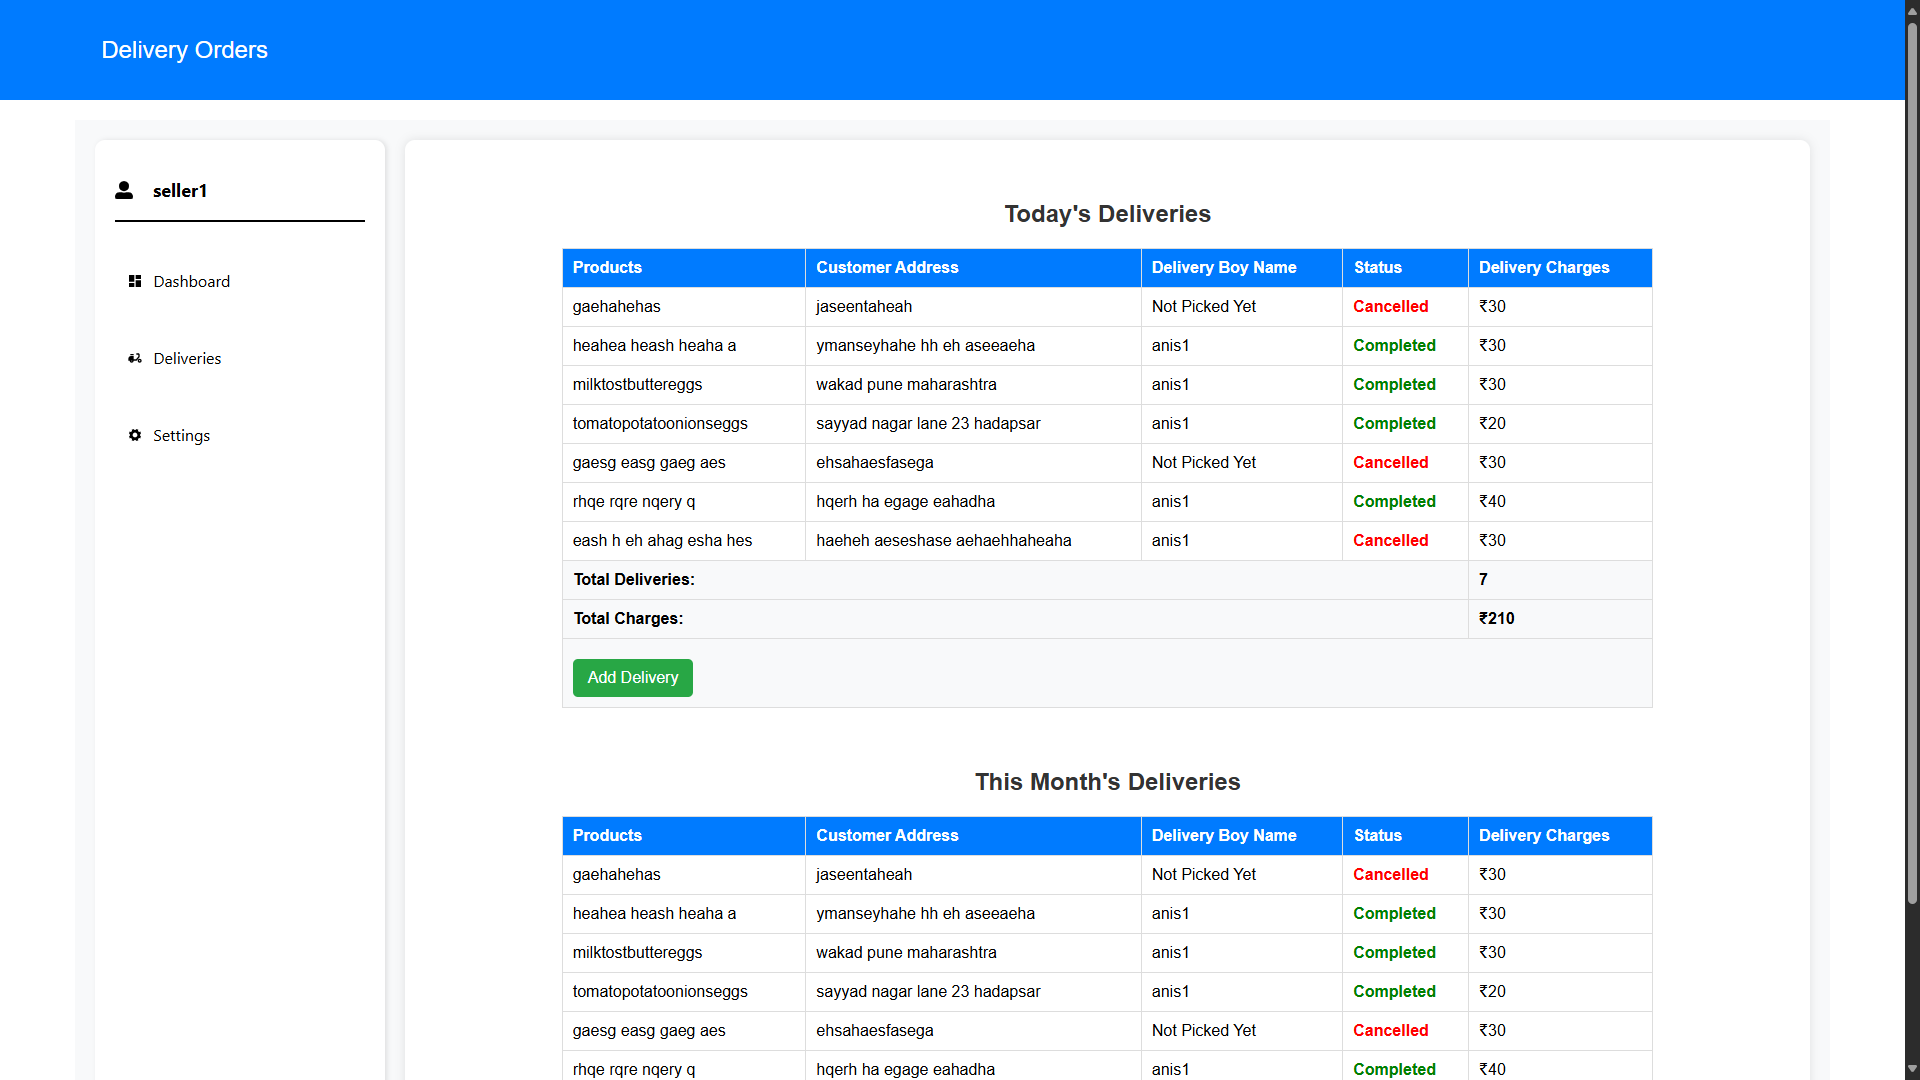 Delivery Orders
seller1
Dashboard
Deliveries
Settings
Today's Deliveries
Products Customer Address Delivery Boy Name Status Delivery Charges
gaehahehas jaseentaheah Not Picked Yet Cancelled ₹30
heahea heash heaha a ymanseyhahe hh eh aseeaeha anis1 Completed ₹30
milktostbuttereggs wakad pune maharashtra anis1 Completed ₹30
tomatopotatoonionseggs sayyad nagar lane 23 hadapsar anis1 Completed ₹20
gaesg easg gaeg aes ehsahaesfasega Not Picked Yet Cancelled ₹30
rhqe rqre nqery q hqerh ha egage eahadha anis1 Completed ₹40
eash h eh ahag esha hes haeheh aeseshase aehaehhaheaha anis1 Cancelled ₹30
Total Deliveries: 7
Total Charges: ₹210
Add Delivery
This Month's Deliveries
Products Customer Address Delivery Boy Name Status Delivery Charges
gaehahehas jaseentaheah Not Picked Yet Cancelled ₹30
heahea heash heaha a ymanseyhahe hh eh aseeaeha anis1 Completed ₹30
milktostbuttereggs wakad pune maharashtra anis1 Completed ₹30
tomatopotatoonionseggs sayyad nagar lane 23 hadapsar anis1 Completed ₹20
gaesg easg gaeg aes ehsahaesfasega Not Picked Yet Cancelled ₹30
rhqe rqre nqery q hqerh ha egage eahadha anis1 Completed ₹40